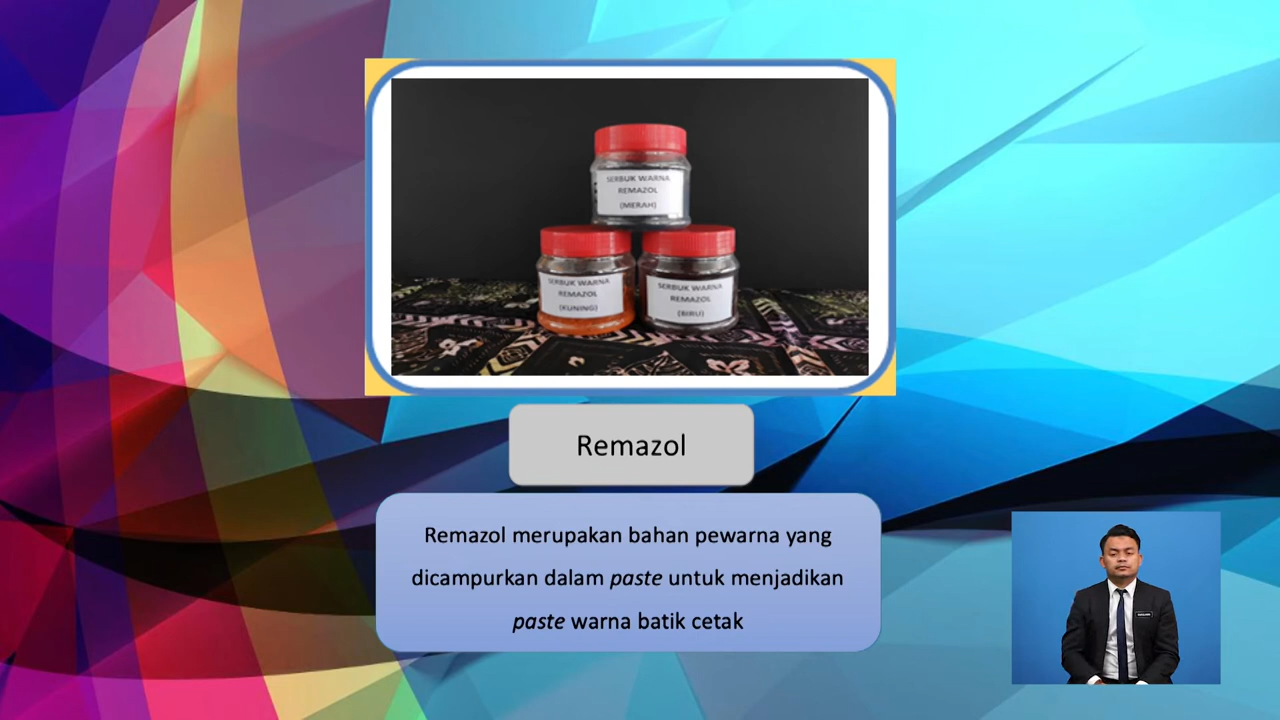 SERBUK WARNA
REMAZOL
(MERAH)
SERBUK WARNA
REMAZOL
(KUNING)
SERBUK WARNA
REMAZOL
(BIRU)
Remazol
Remazol merupakan bahan pewarna yang
dicampurkan dalam paste untuk menjadikan
paste warna batik cetak